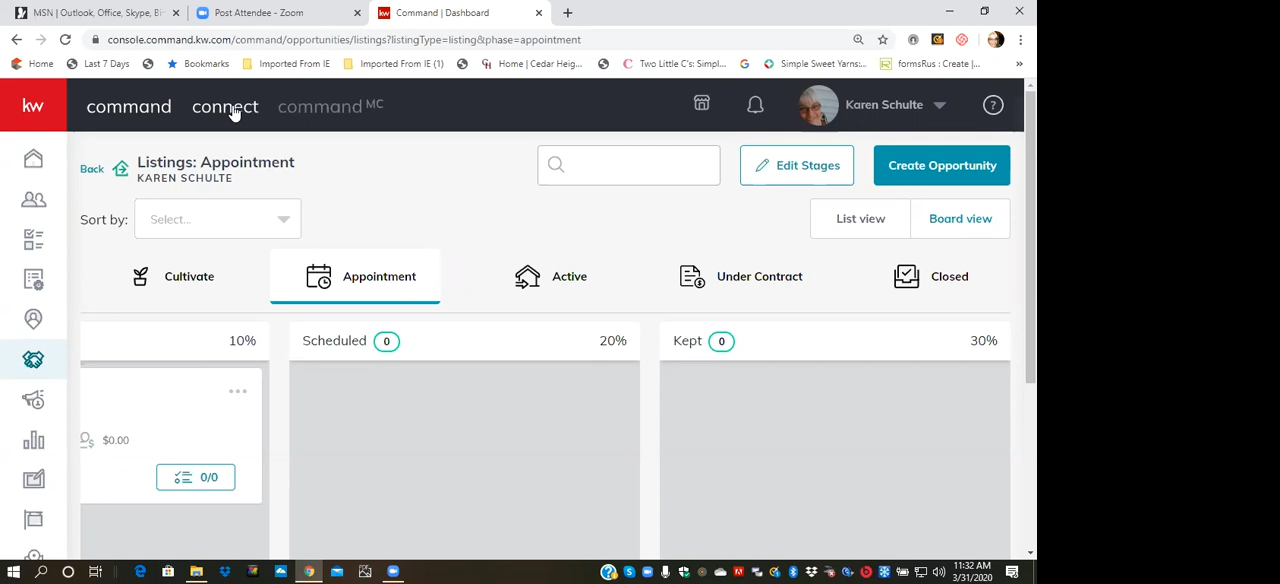 MSN | Outlook, Office, Skype, Bi
Post Attendee - Zoom
kw Command | Dashboard
console.command.kw.com/command/opportunities/listings?listingType=listing&phase=appointment
Home
Last 7 Days
Bookmarks
Imported From IE
Imported From IE (1)
Home | Cedar Heig...
Two Little C's: Simpl...
Simple Sweet Yarns:...
formsRus : Create |...
»
kw
command
connect
command MC
Karen Schulte
?
Back
Listings: Appointment
KAREN SCHULTE
Edit Stages
Create Opportunity
Sort by:
Select...
List view
Board view
Cultivate
Appointment
Active
Under Contract
Closed
10%
Scheduled 0
20%
Kept 0
30%
$0.00
0/0
11:32 AM
3/31/2020